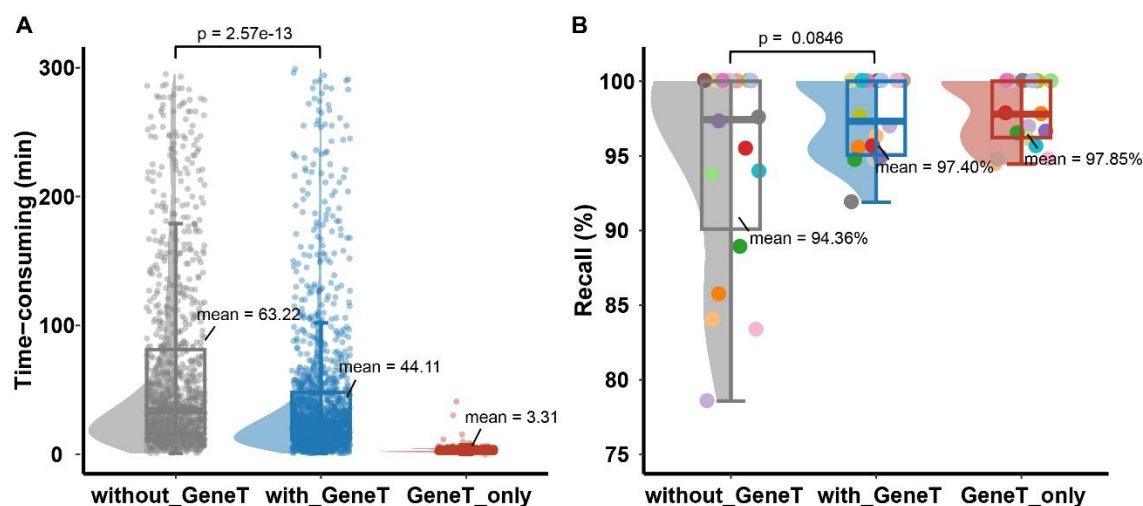 A
p = 2.57e-13
Time-consuming (min)
300
200
100
0
mean = 63.22
mean = 44.11
mean = 3.31
without_GeneT
with_GeneT
GeneT_only
B
p = 0.0846
Recall (%)
100
95
90
85
80
75
mean = 94.36%
mean = 97.40%
mean = 97.85%
without_GeneT
with_GeneT
GeneT_only